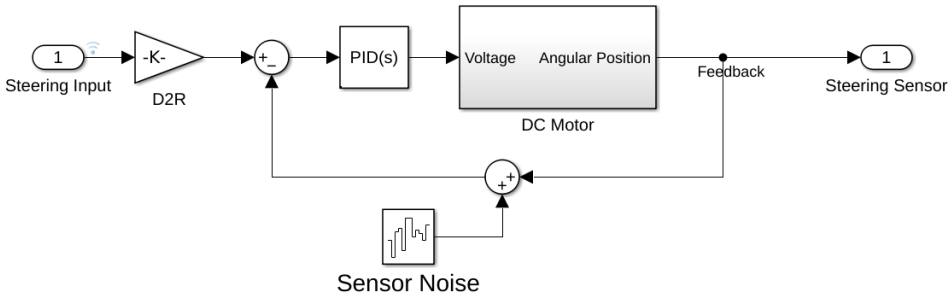 1
Steering Input
-K-
D2R
+
−
PID(s)
Voltage
Angular Position
DC Motor
Feedback
1
Steering Sensor
+
+
Sensor Noise